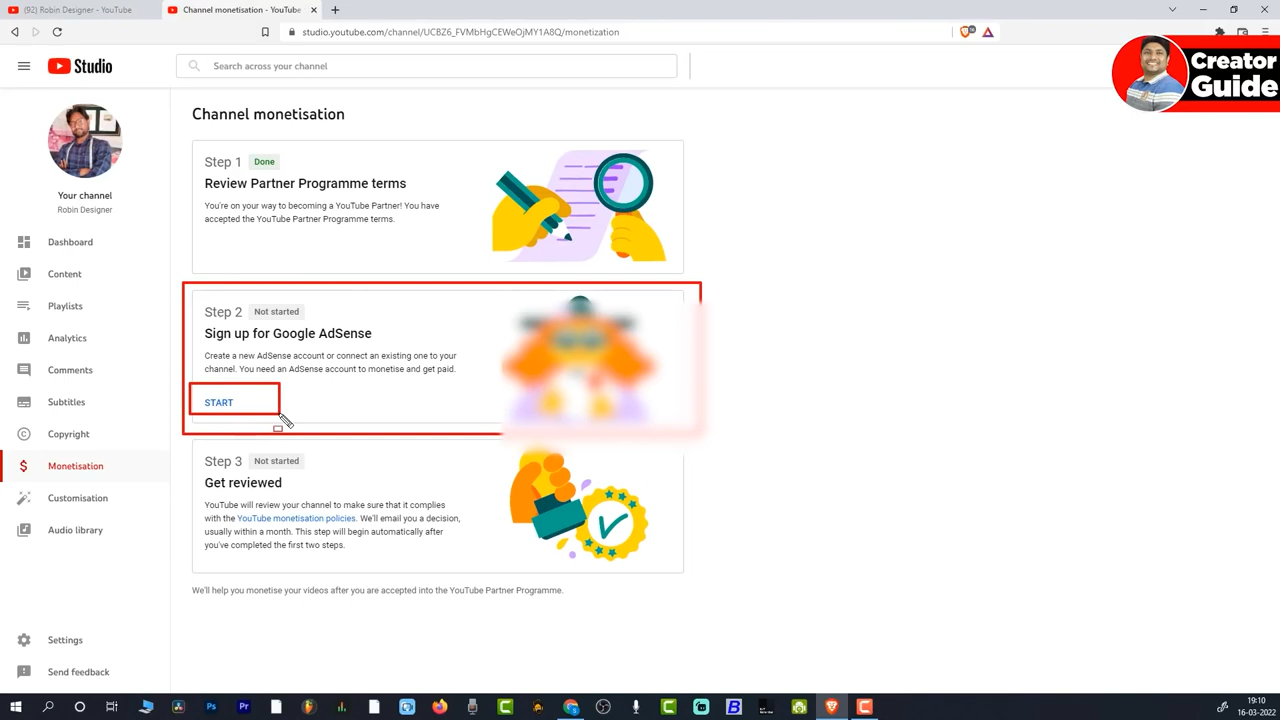 (92) Robin Designer - YouTube
Channel monetisation - YouTube
studio.youtube.com/channel/UCBZ6_FVMbHgCEWeOjMY1A8Q/monetization
Studio
Search across your channel
Creator
Guide
Your channel
Robin Designer
Dashboard
Content
Playlists
Analytics
Comments
Subtitles
Copyright
Monetisation
Customisation
Audio library
Settings
Send feedback
Channel monetisation
Step 1 Done
Review Partner Programme terms
You're on your way to becoming a YouTube Partner! You have
accepted the YouTube Partner Programme terms.
Step 2 Not started
Sign up for Google AdSense
Create a new AdSense account or connect an existing one to your
channel. You need an AdSense account to monetise and get paid.
START
Step 3 Not started
Get reviewed
YouTube will review your channel to make sure that it complies
with the YouTube monetisation policies. We'll email you a decision,
usually within a month. This step will begin automatically after
you've completed the first two steps.
We'll help you monetise your videos after you are accepted into the YouTube Partner Programme.
Ps
Pr
B
19:10
16-03-2022